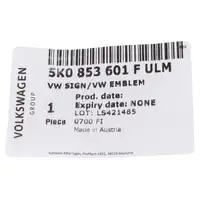 VOLKSWAGEN
GROUP
5K0 853 601 F ULM
VW SIGN/VW EMBLEM
Prod. date:
Expiry date: NONE
LOT: LS421485
1
Piece
0700 FI
Made in Austria